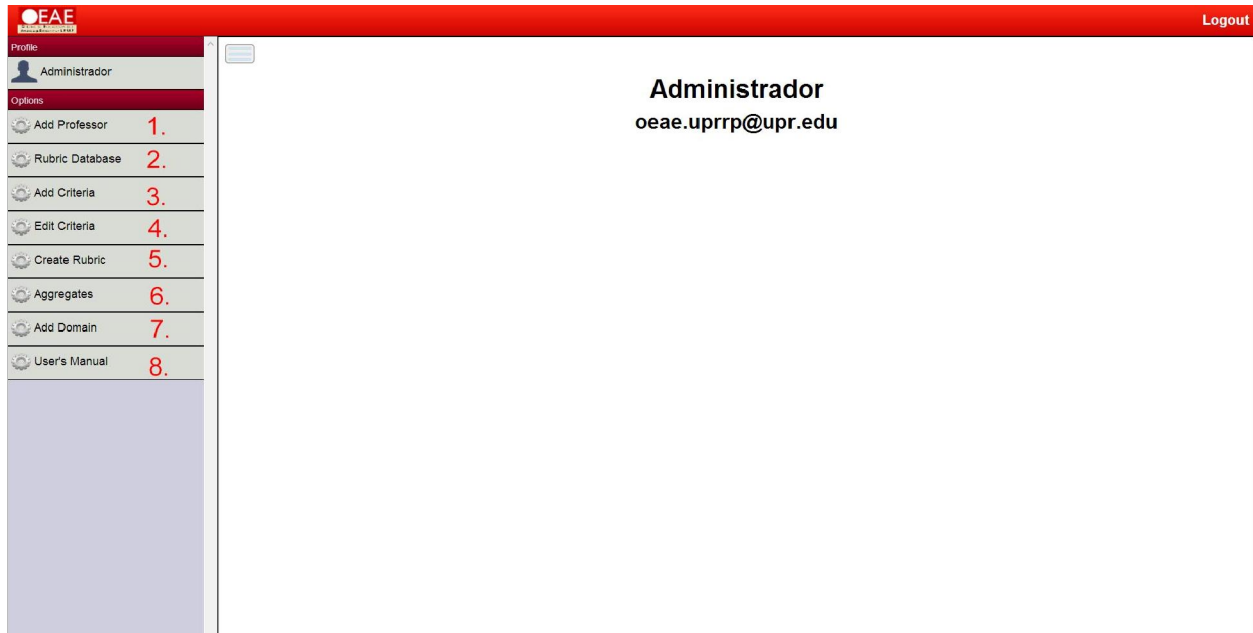 OEAE
Logout
Profile
Administrador
Options
Add Professor 1.
Rubric Database 2.
Add Criteria 3.
Edit Criteria 4.
Create Rubric 5.
Aggregates 6.
Add Domain 7.
User's Manual 8.
Administrador
oeae.uprrp@upr.edu